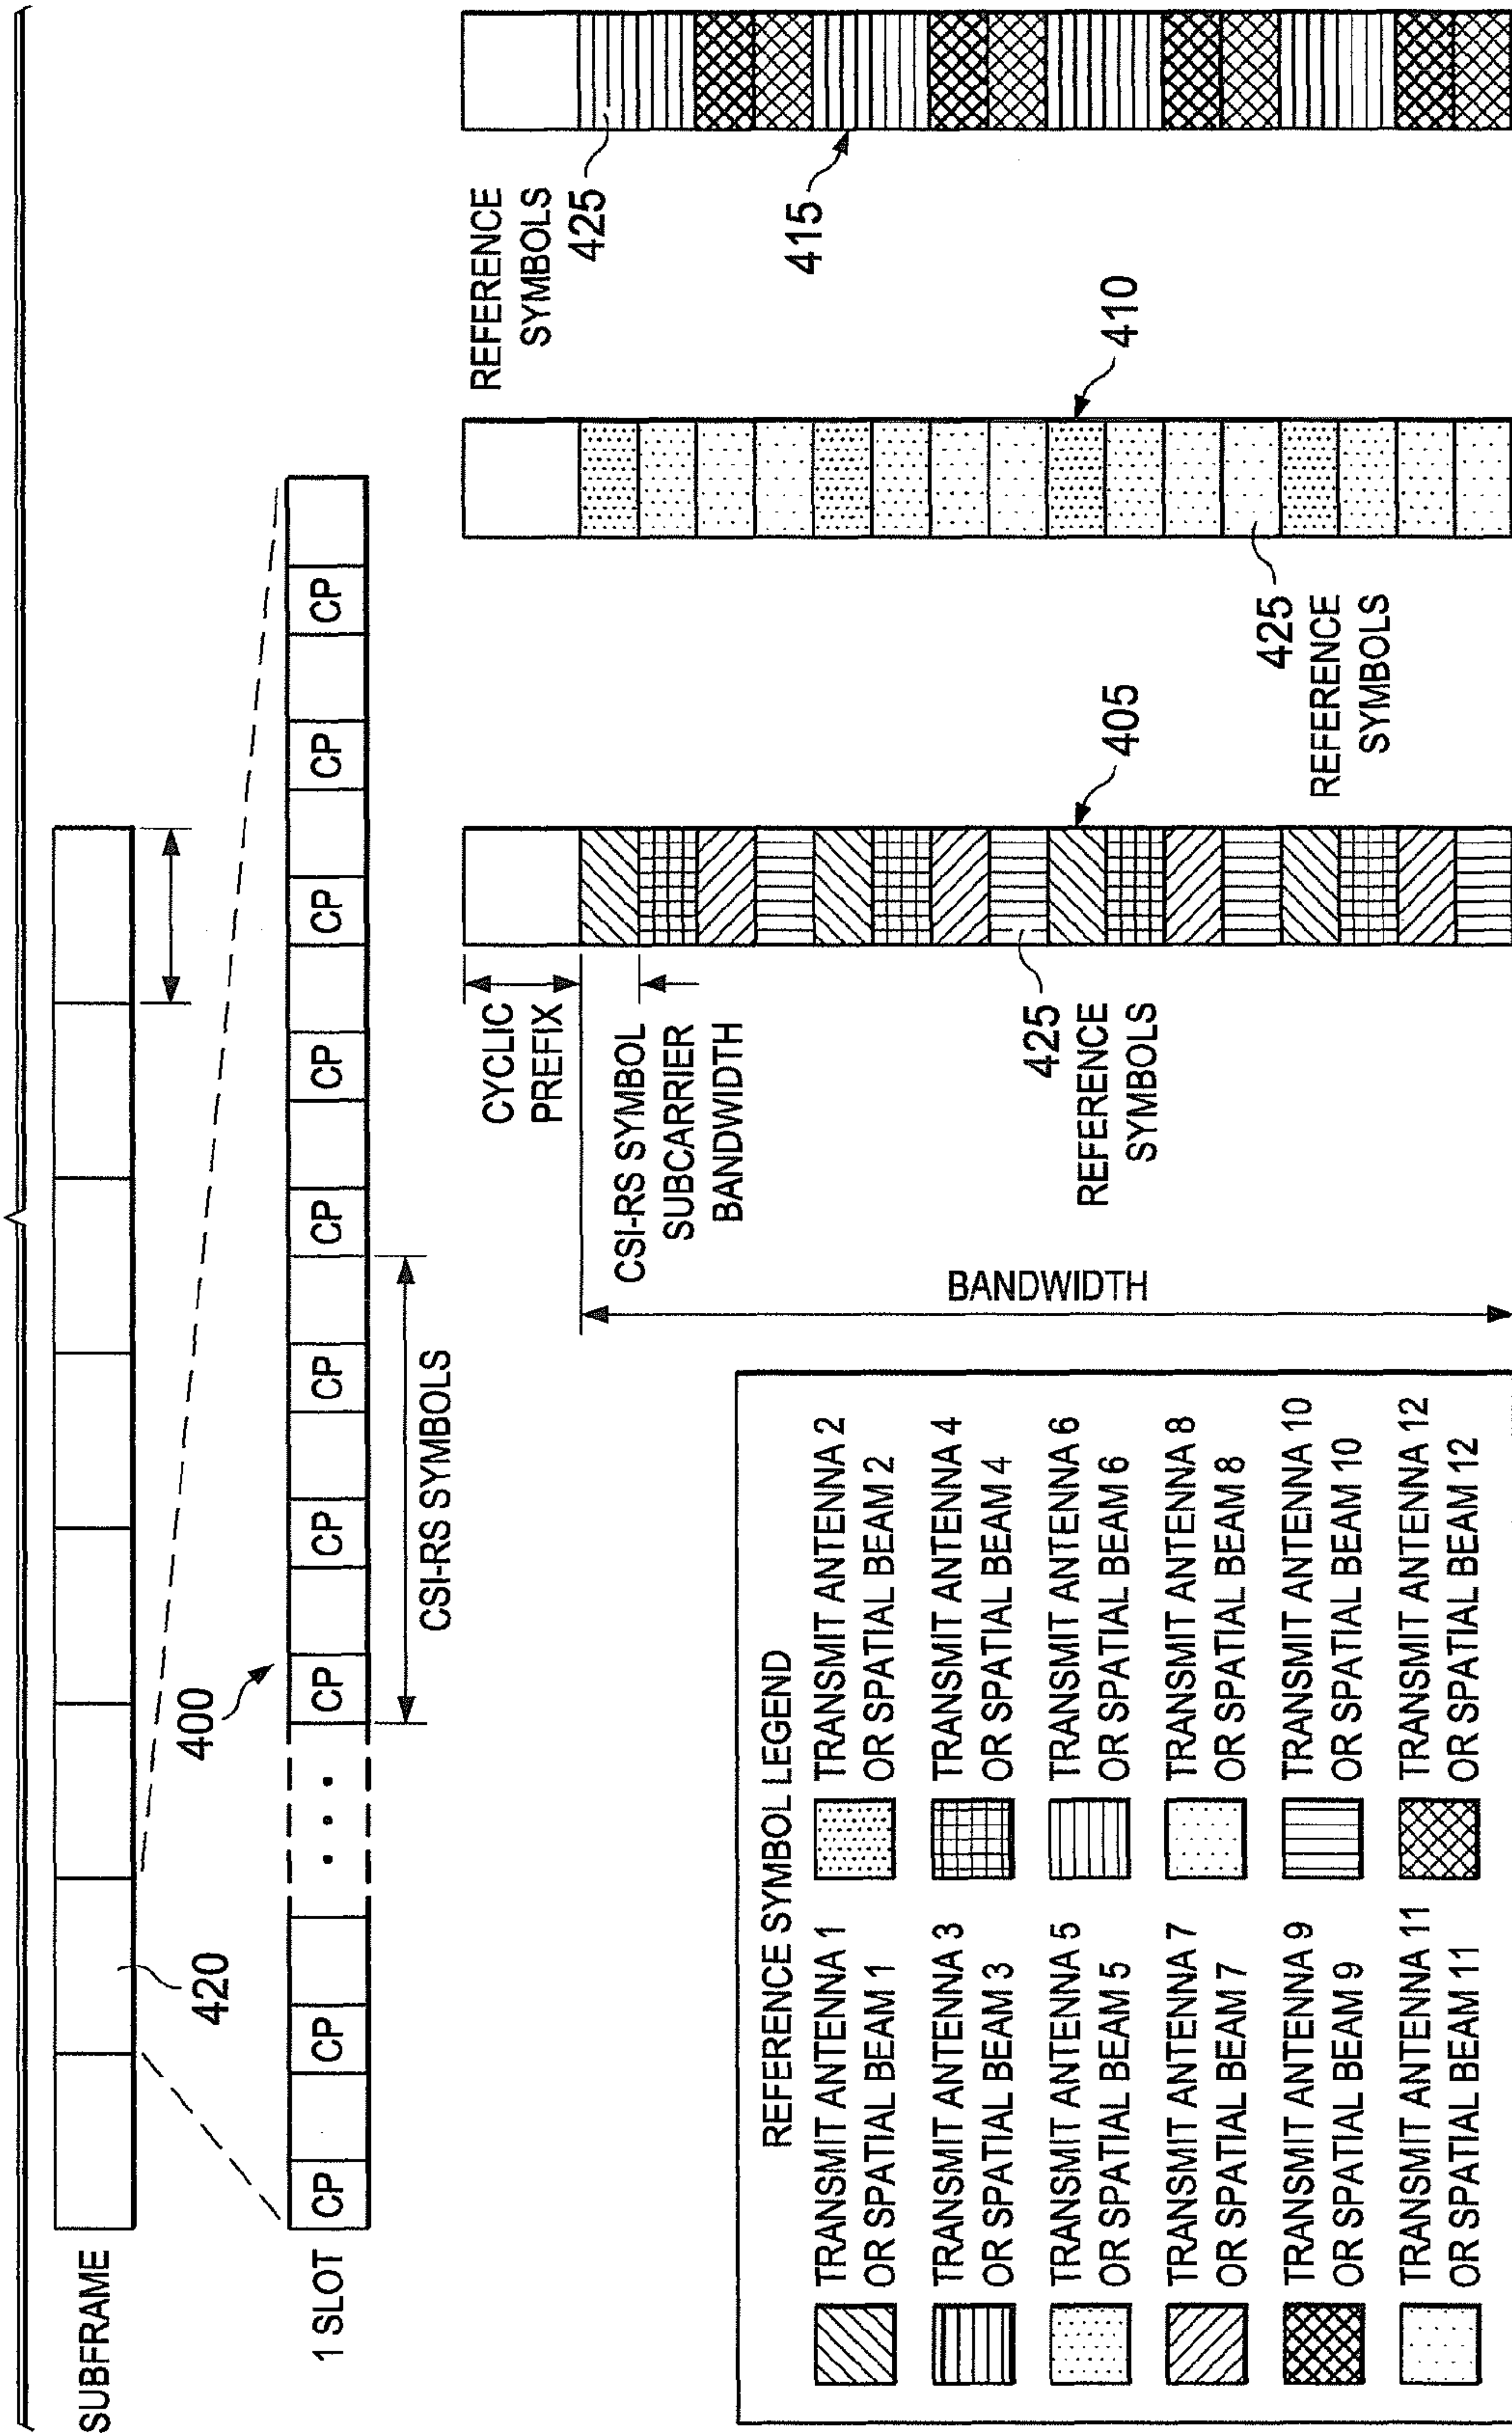 SUBFRAME
420
1 SLOT
CP
CP
...
400
CP
CP
CP
CP
CP
CP
CP
CP
CSI-RS SYMBOLS
CYCLIC
PREFIX
CSI-RS SYMBOL
SUBCARRIER
BANDWIDTH
BANDWIDTH
425
REFERENCE
SYMBOLS
405
425
REFERENCE
SYMBOLS
410
REFERENCE
SYMBOLS
425
415
REFERENCE SYMBOL LEGEND
TRANSMIT ANTENNA 1
OR SPATIAL BEAM 1
TRANSMIT ANTENNA 2
OR SPATIAL BEAM 2
TRANSMIT ANTENNA 3
OR SPATIAL BEAM 3
TRANSMIT ANTENNA 4
OR SPATIAL BEAM 4
TRANSMIT ANTENNA 5
OR SPATIAL BEAM 5
TRANSMIT ANTENNA 6
OR SPATIAL BEAM 6
TRANSMIT ANTENNA 7
OR SPATIAL BEAM 7
TRANSMIT ANTENNA 8
OR SPATIAL BEAM 8
TRANSMIT ANTENNA 9
OR SPATIAL BEAM 9
TRANSMIT ANTENNA 10
OR SPATIAL BEAM 10
TRANSMIT ANTENNA 11
OR SPATIAL BEAM 11
TRANSMIT ANTENNA 12
OR SPATIAL BEAM 12